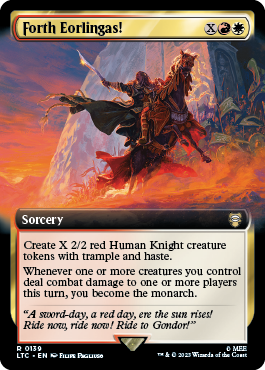 Forth Eorlingas!
X
Sorcery
Create X 2/2 red Human Knight creature
tokens with trample and haste.
Whenever one or more creatures you control
deal combat damage to one or more players
this turn, you become the monarch.
“A sword-day, a red day, ere the sun rises!
Ride now, ride now! Ride to Gondor!”
R 0139
LTC • EN Filipe Pagliuso
© MEE
™ & © 2023 Wizards of the Coast